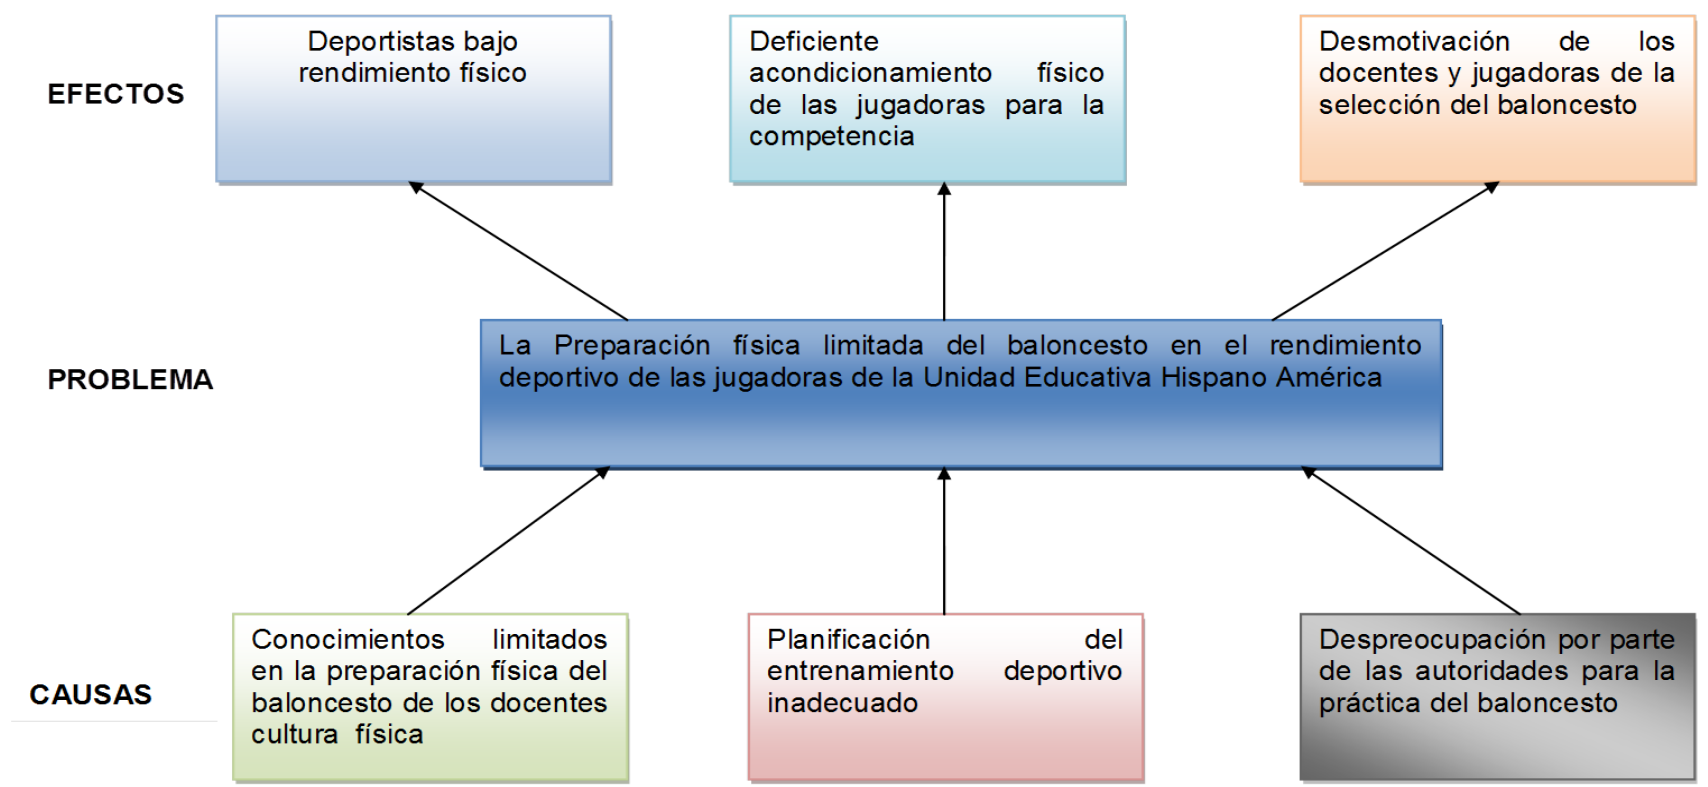 EFECTOS
Deportistas bajo
rendimiento físico
Deficiente
acondicionamiento físico
de las jugadoras para la
competencia
Desmotivación de los
docentes y jugadoras de la
selección del baloncesto
PROBLEMA
La Preparación física limitada del baloncesto en el rendimiento
deportivo de las jugadoras de la Unidad Educativa Hispano América
CAUSAS
Conocimientos limitados
en la preparación física del
baloncesto de los docentes
cultura física
Planificación del
entrenamiento deportivo
inadecuado
Despreocupación por parte
de las autoridades para la
práctica del baloncesto